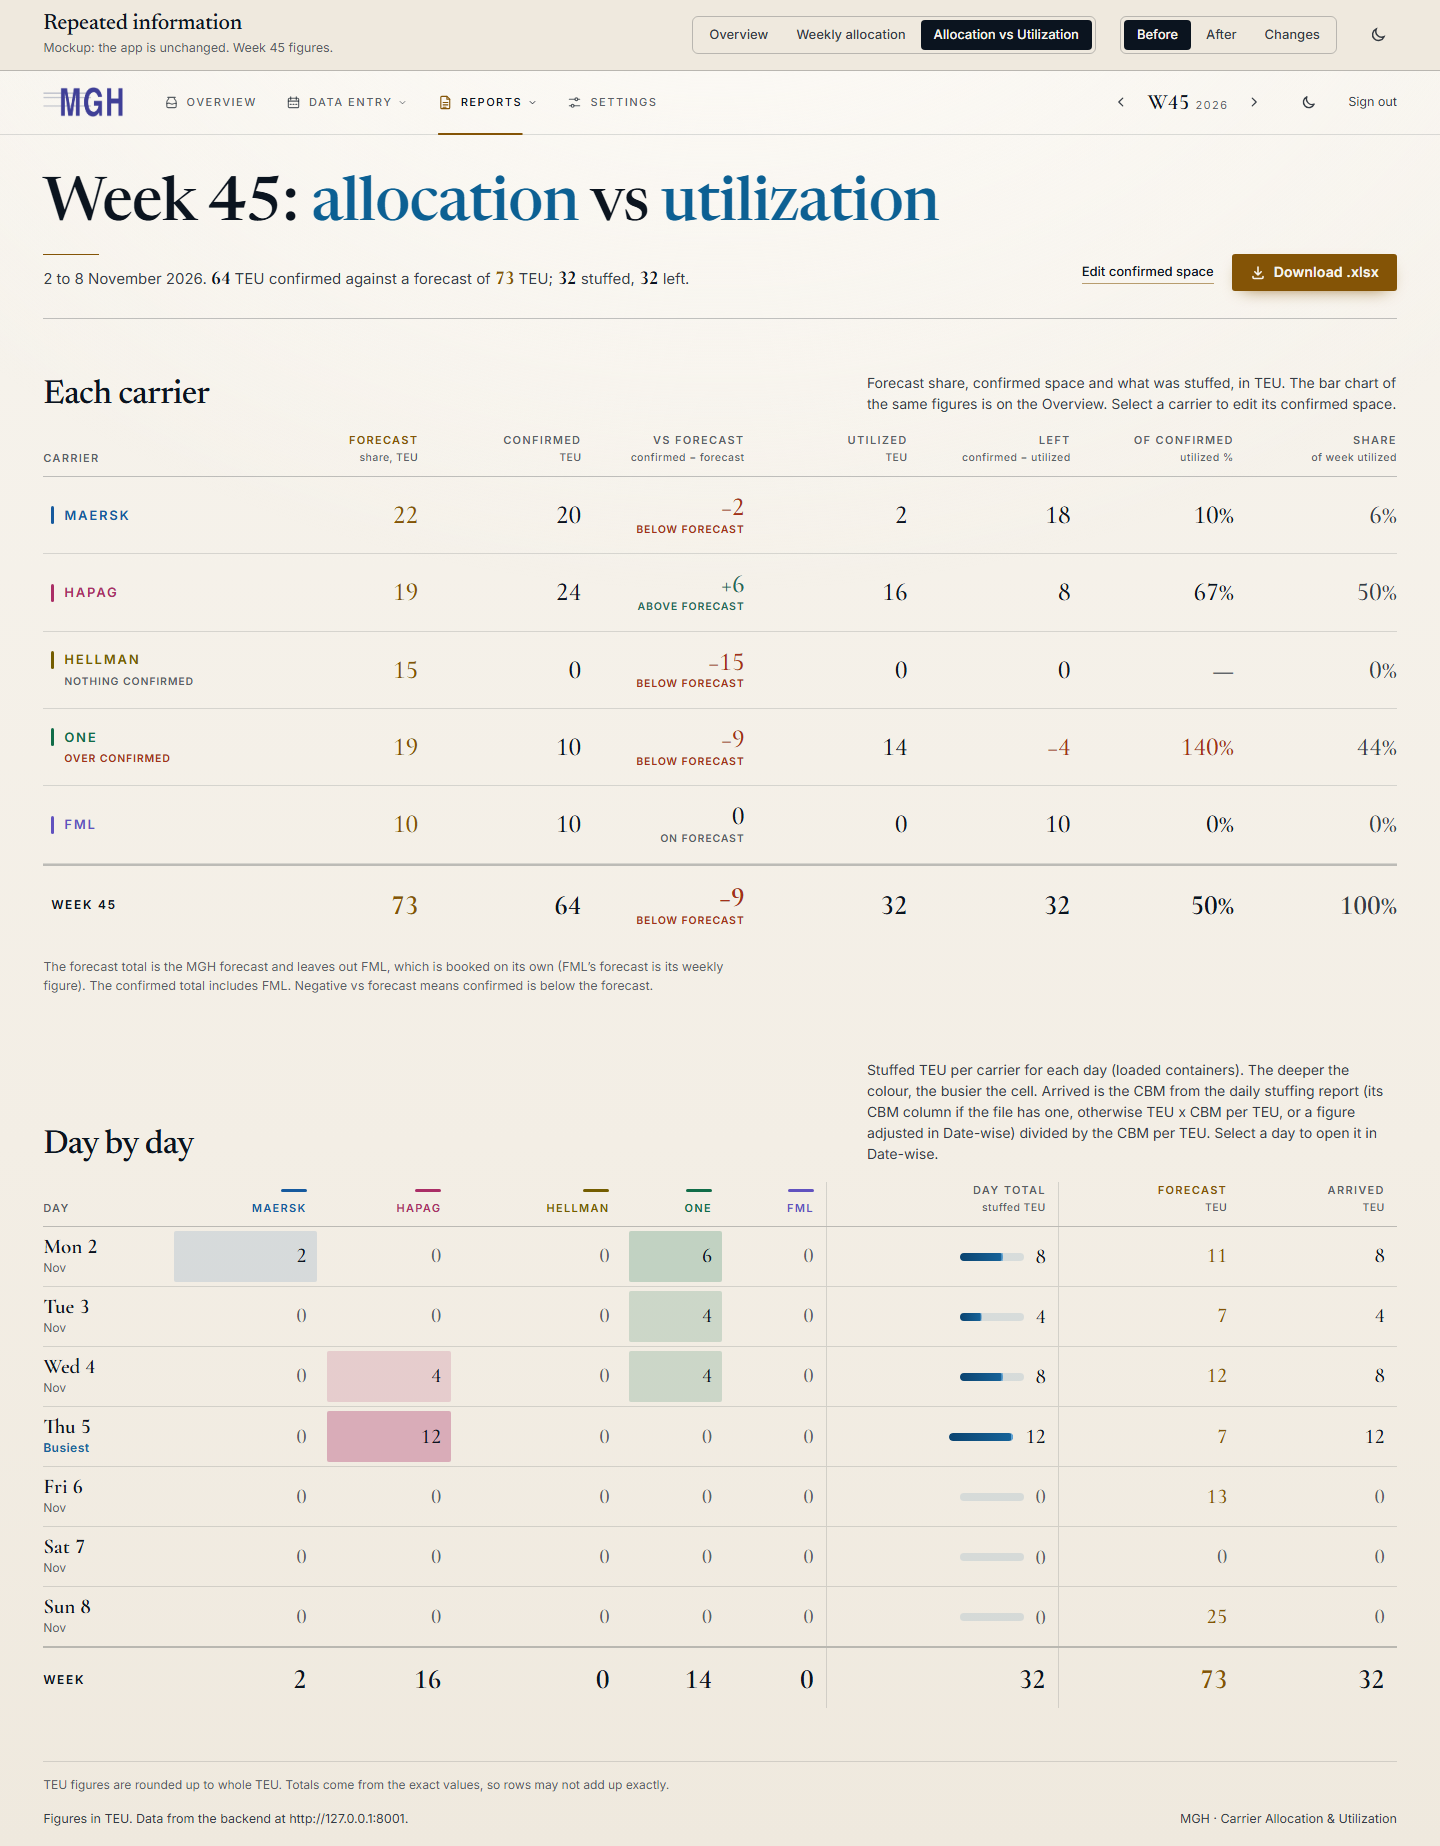 Repeated information
Mockup: the app is unchanged. Week 45 figures.
Overview Weekly allocation Allocation vs Utilization Before After Changes
MGH OVERVIEW DATA ENTRY REPORTS SETTINGS W45 2026 Sign out
Week 45: allocation vs utilization
2 to 8 November 2026. 64 TEU confirmed against a forecast of 73 TEU; 32 stuffed, 32 left.
Edit confirmed space Download .xlsx
Each carrier
Forecast share, confirmed space and what was stuffed, in TEU. The bar chart of
the same figures is on the Overview. Select a carrier to edit its confirmed space.
FORECAST CONFIRMED VS FORECAST UTILIZED LEFT OF CONFIRMED SHARE
CARRIER share, TEU TEU confirmed − forecast TEU confirmed − utilized utilized % of week utilized
MAERSK 22 20 −2 2 18 10% 6%
BELOW FORECAST
HAPAG 19 24 +6 16 8 67% 50%
ABOVE FORECAST
HELLMAN 15 0 −15 0 0 — 0%
NOTHING CONFIRMED BELOW FORECAST
ONE 19 10 −9 14 −4 140% 44%
OVER CONFIRMED BELOW FORECAST
FML 10 10 0 0 10 0% 0%
ON FORECAST
WEEK 45 73 64 −9 32 32 50% 100%
BELOW FORECAST
The forecast total is the MGH forecast and leaves out FML, which is booked on its own (FML's forecast is its weekly
figure). The confirmed total includes FML. Negative vs forecast means confirmed is below the forecast.
Day by day
Stuffed TEU per carrier for each day (loaded containers). The deeper the
colour, the busier the cell. Arrived is the CBM from the daily stuffing report (its
CBM column if the file has one, otherwise TEU x CBM per TEU, or a figure
adjusted in Date-wise) divided by the CBM per TEU. Select a day to open it in
Date-wise.
DAY TOTAL FORECAST ARRIVED
DAY MAERSK HAPAG HELLMAN ONE FML stuffed TEU TEU TEU
Mon 2 2 0 0 6 0 8 11 8
Nov
Tue 3 0 0 0 4 0 4 7 4
Nov
Wed 4 0 4 0 4 0 8 12 8
Nov
Thu 5 0 12 0 0 0 12 7 12
Busiest
Fri 6 0 0 0 0 0 0 13 0
Nov
Sat 7 0 0 0 0 0 0 0 0
Nov
Sun 8 0 0 0 0 0 0 25 0
Nov
WEEK 2 16 0 14 0 32 73 32
TEU figures are rounded up to whole TEU. Totals come from the exact values, so rows may not add up exactly.
Figures in TEU. Data from the backend at http://127.0.0.1:8001.
MGH · Carrier Allocation & Utilization